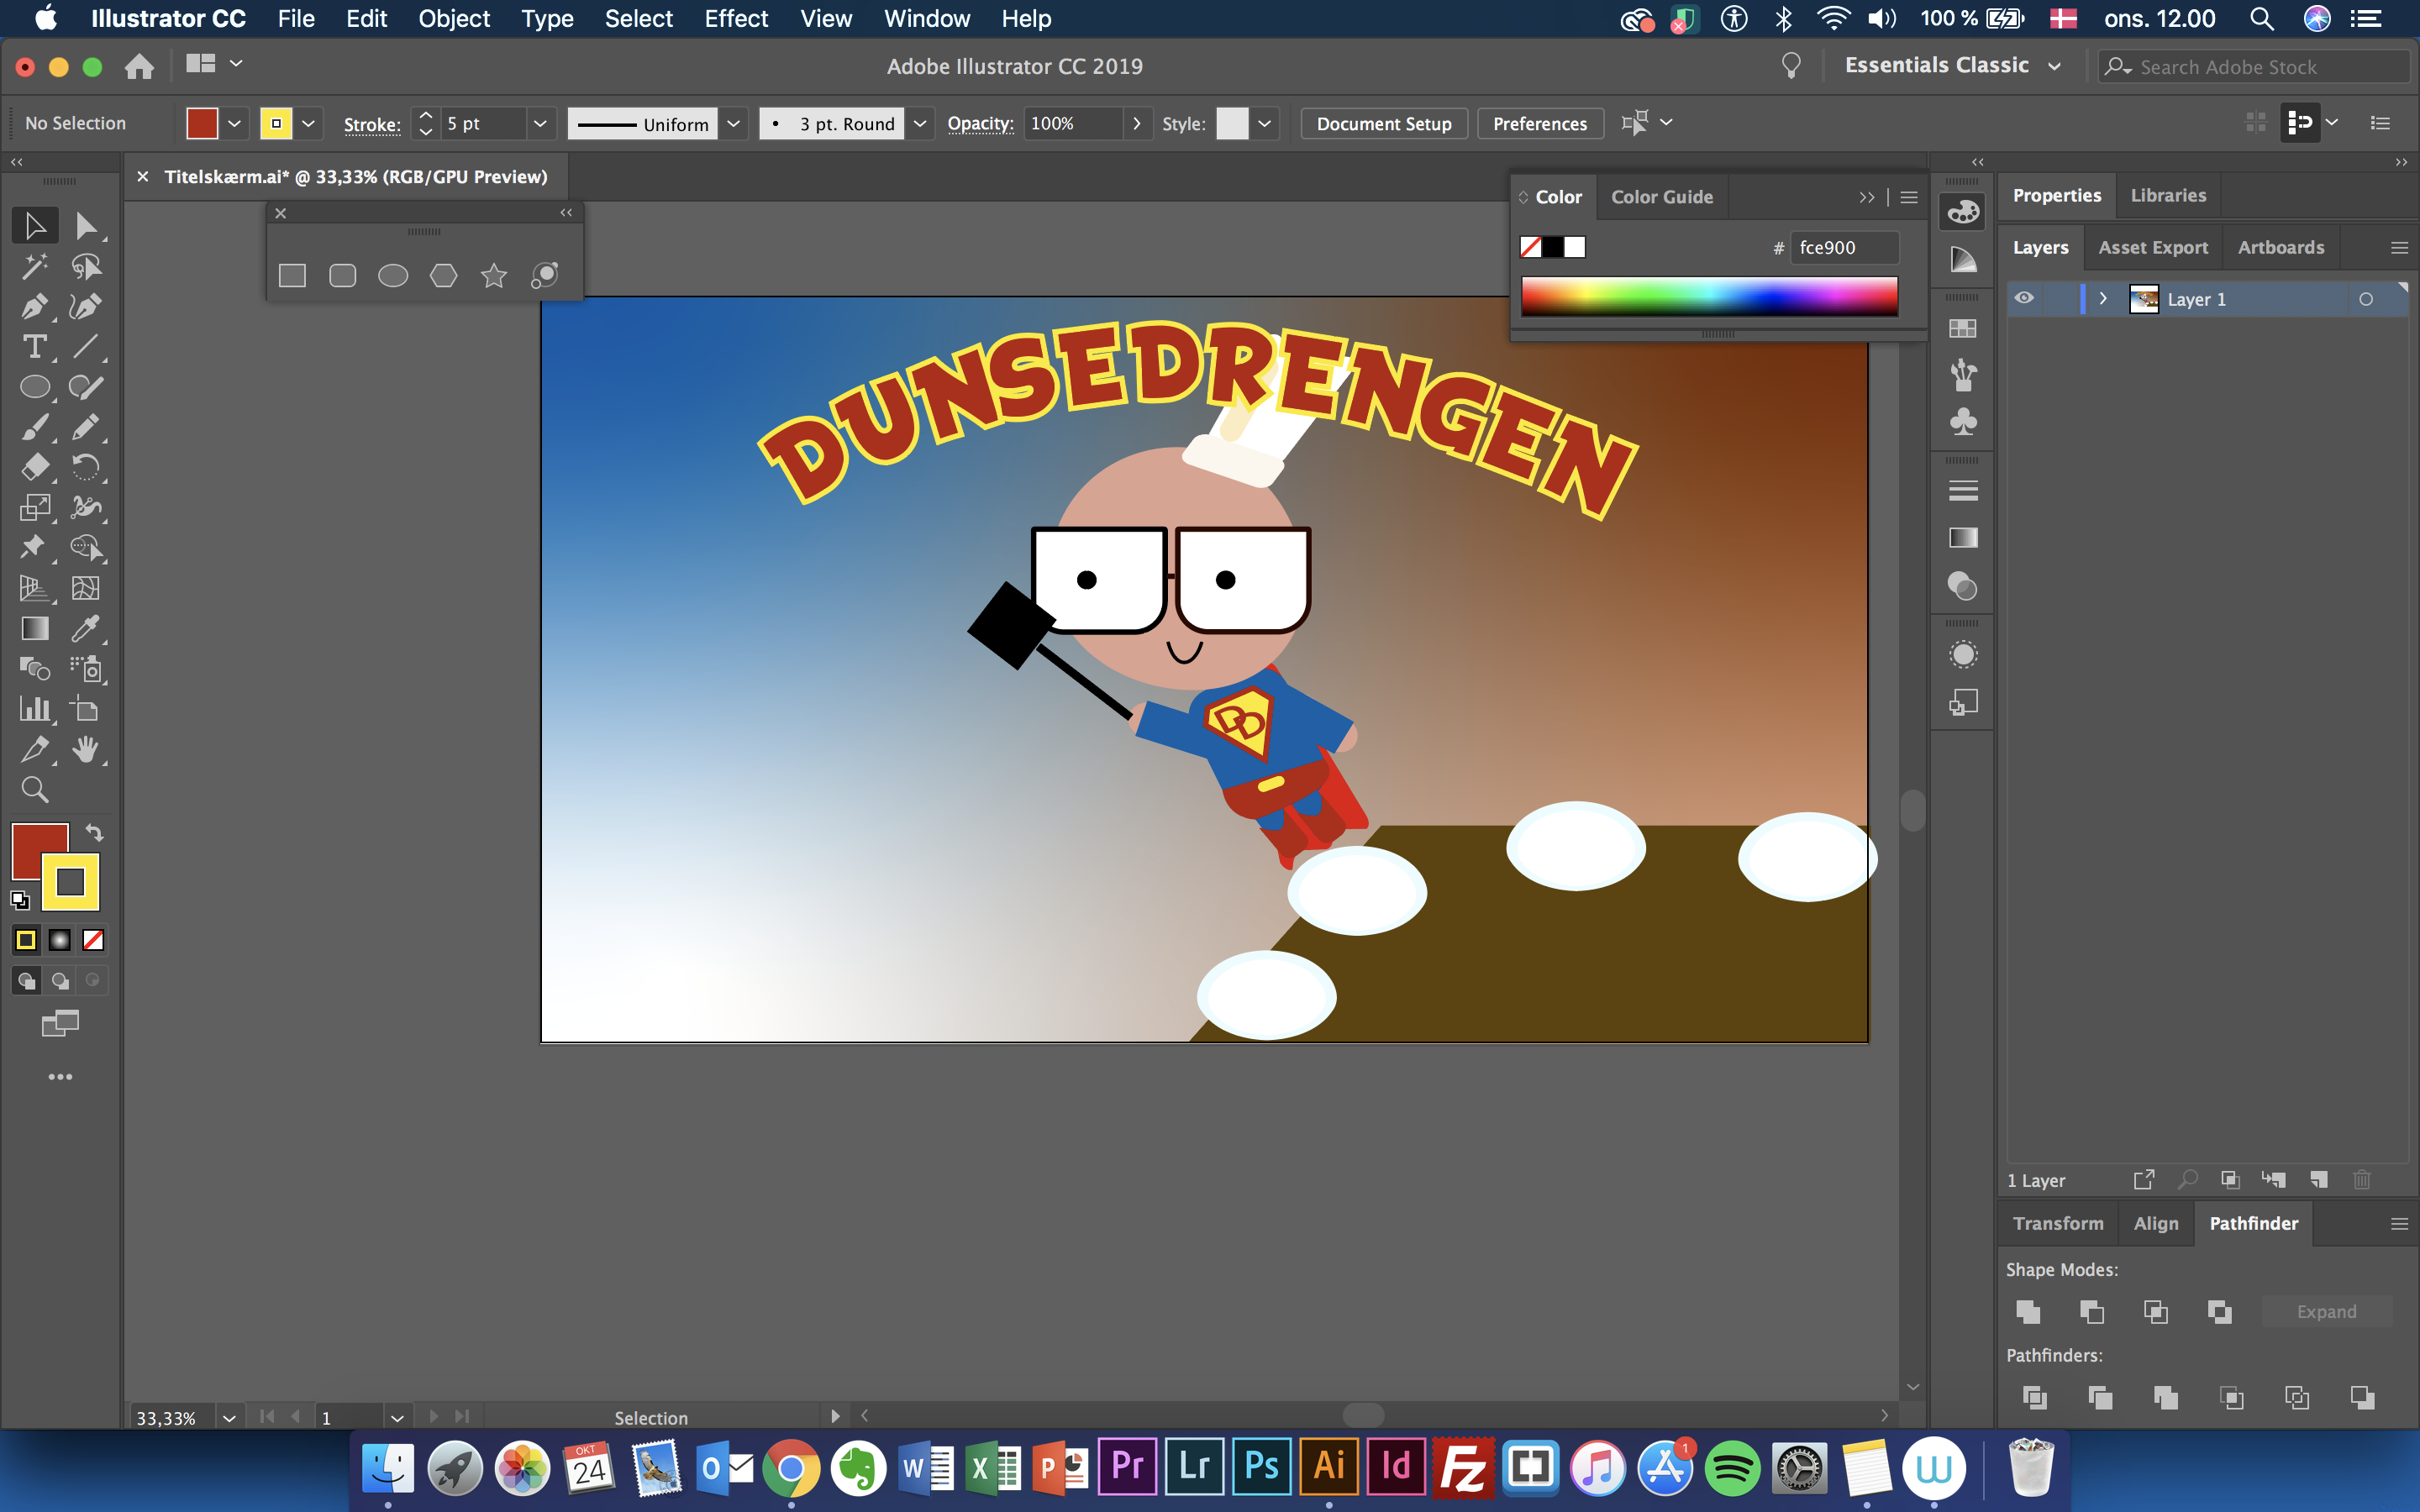 Illustrator CC File Edit Object Type Select Effect View Window Help 100 % ons. 12.00
Adobe Illustrator CC 2019 Essentials Classic Search Adobe Stock
No Selection Stroke: 5 pt Uniform • 3 pt. Round Opacity: 100% Style: Document Setup Preferences
× Titelskærm.ai* @ 33,33% (RGB/GPU Preview)
Color Color Guide
# fce900
Properties Libraries
Layers Asset Export Artboards
Layer 1
DUNSEDRENGEN
DD
1 Layer
Transform Align Pathfinder
Shape Modes:
Expand
Pathfinders:
33,33% 1 Selection
OKT
24
O W X P Pr Lr Ps Ai Id Fz 1 W